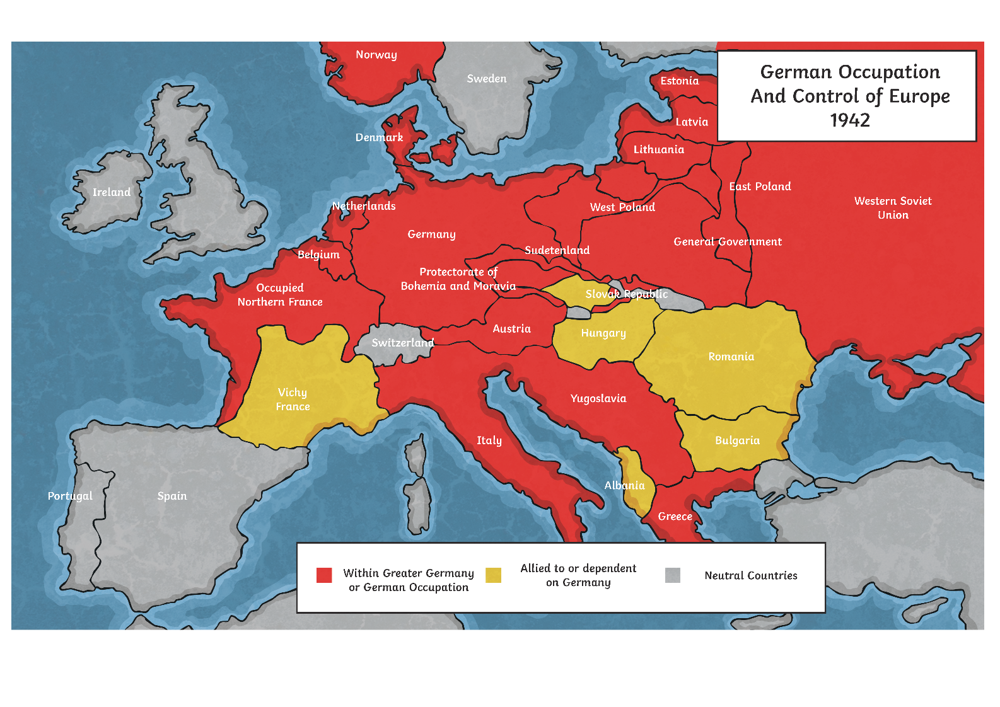 German Occupation
And Control of Europe
1942
Norway
Sweden
Estonia
Latvia
Denmark
Lithuania
Ireland
East Poland
Netherlands
West Poland
Western Soviet
Union
Germany
General Government
Sudetenland
Belgium
Protectorate of
Bohemia and Moravia
Occupied
Northern France
Slovak Republic
Austria
Hungary
Switzerland
Romania
Vichy
France
Yugoslavia
Italy
Bulgaria
Albania
Portugal
Spain
Greece
Within Greater Germany
or German Occupation
Allied to or dependent
on Germany
Neutral Countries